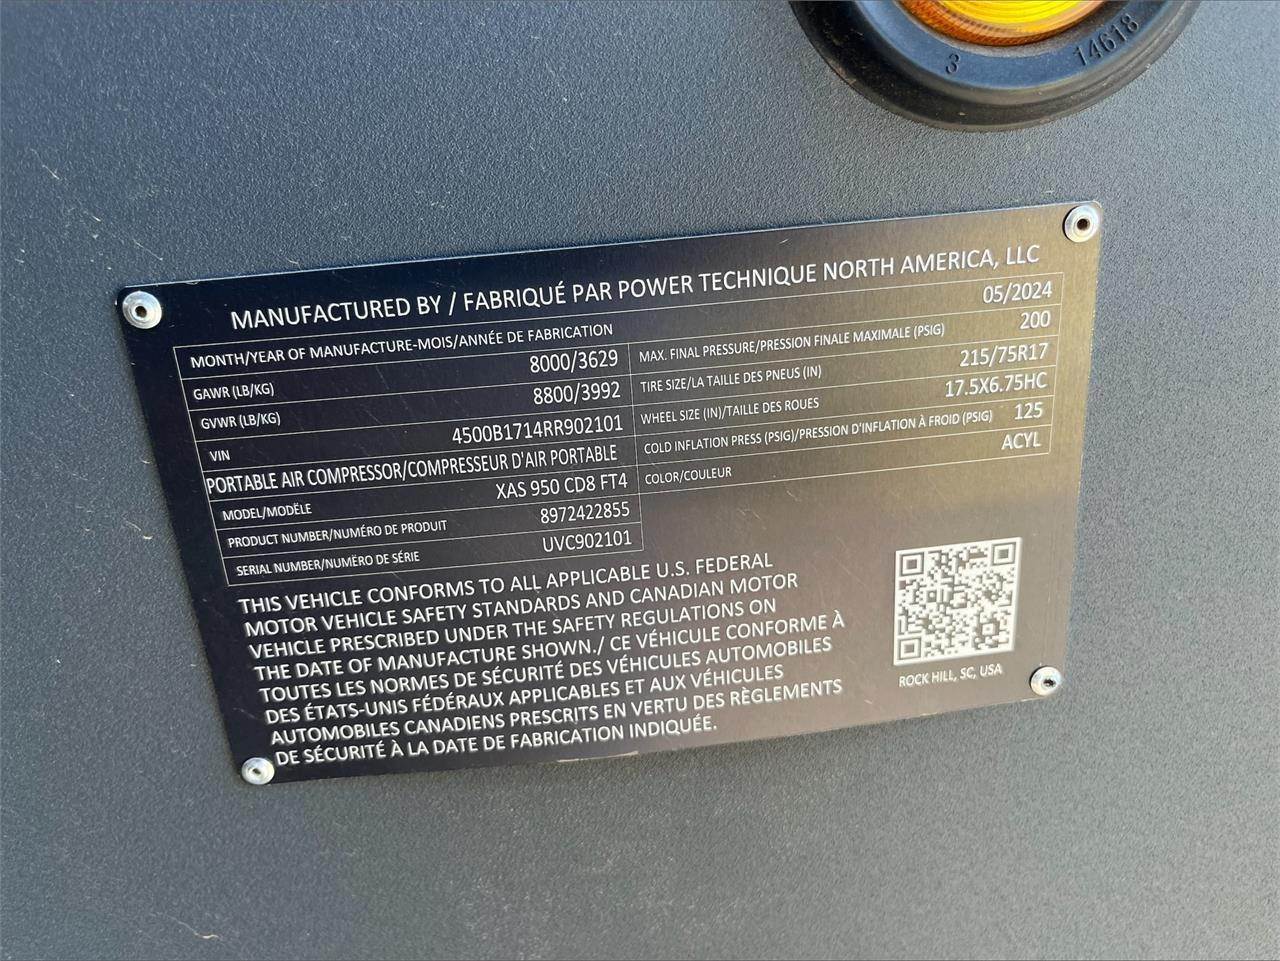 3 14618
MANUFACTURED BY / FABRIQUÉ PAR POWER TECHNIQUE NORTH AMERICA, LLC
MONTH/YEAR OF MANUFACTURE-MOIS/ANNÉE DE FABRICATION 05/2024
GAWR (LB/KG) 8000/3629 MAX. FINAL PRESSURE/PRESSION FINALE MAXIMALE (PSIG) 200
GVWR (LB/KG) 8800/3992 TIRE SIZE/LA TAILLE DES PNEUS (IN) 215/75R17
VIN 4500B1714RR902101 WHEEL SIZE (IN)/TAILLE DES ROUES 17.5X6.75HC
PORTABLE AIR COMPRESSOR/COMPRESSEUR D'AIR PORTABLE COLD INFLATION PRESS (PSIG)/PRESSION D'INFLATION À FROID (PSIG) 125
MODEL/MODËLE XAS 950 CD8 FT4 COLOR/COULEUR ACYL
PRODUCT NUMBER/NUMÉRO DE PRODUIT 8972422855
SERIAL NUMBER/NUMËRO DE SÉRIE UVC902101
THIS VEHICLE CONFORMS TO ALL APPLICABLE U.S. FEDERAL
MOTOR VEHICLE SAFETY STANDARDS AND CANADIAN MOTOR
VEHICLE PRESCRIBED UNDER THE SAFETY REGULATIONS ON
THE DATE OF MANUFACTURE SHOWN./ CE VÉHICULE CONFORME À
TOUTES LES NORMES DE SÉCURITÉ DES VÉHICULES AUTOMOBILES
DES ÉTATS-UNIS FÉDÉRAUX APPLICABLES ET AUX VÉHICULES
AUTOMOBILES CANADIENS PRESCRITS EN VERTU DES RÈGLEMENTS
DE SÉCURITÉ À LA DATE DE FABRICATION INDIQUÉE.
ROCK HILL, SC, USA